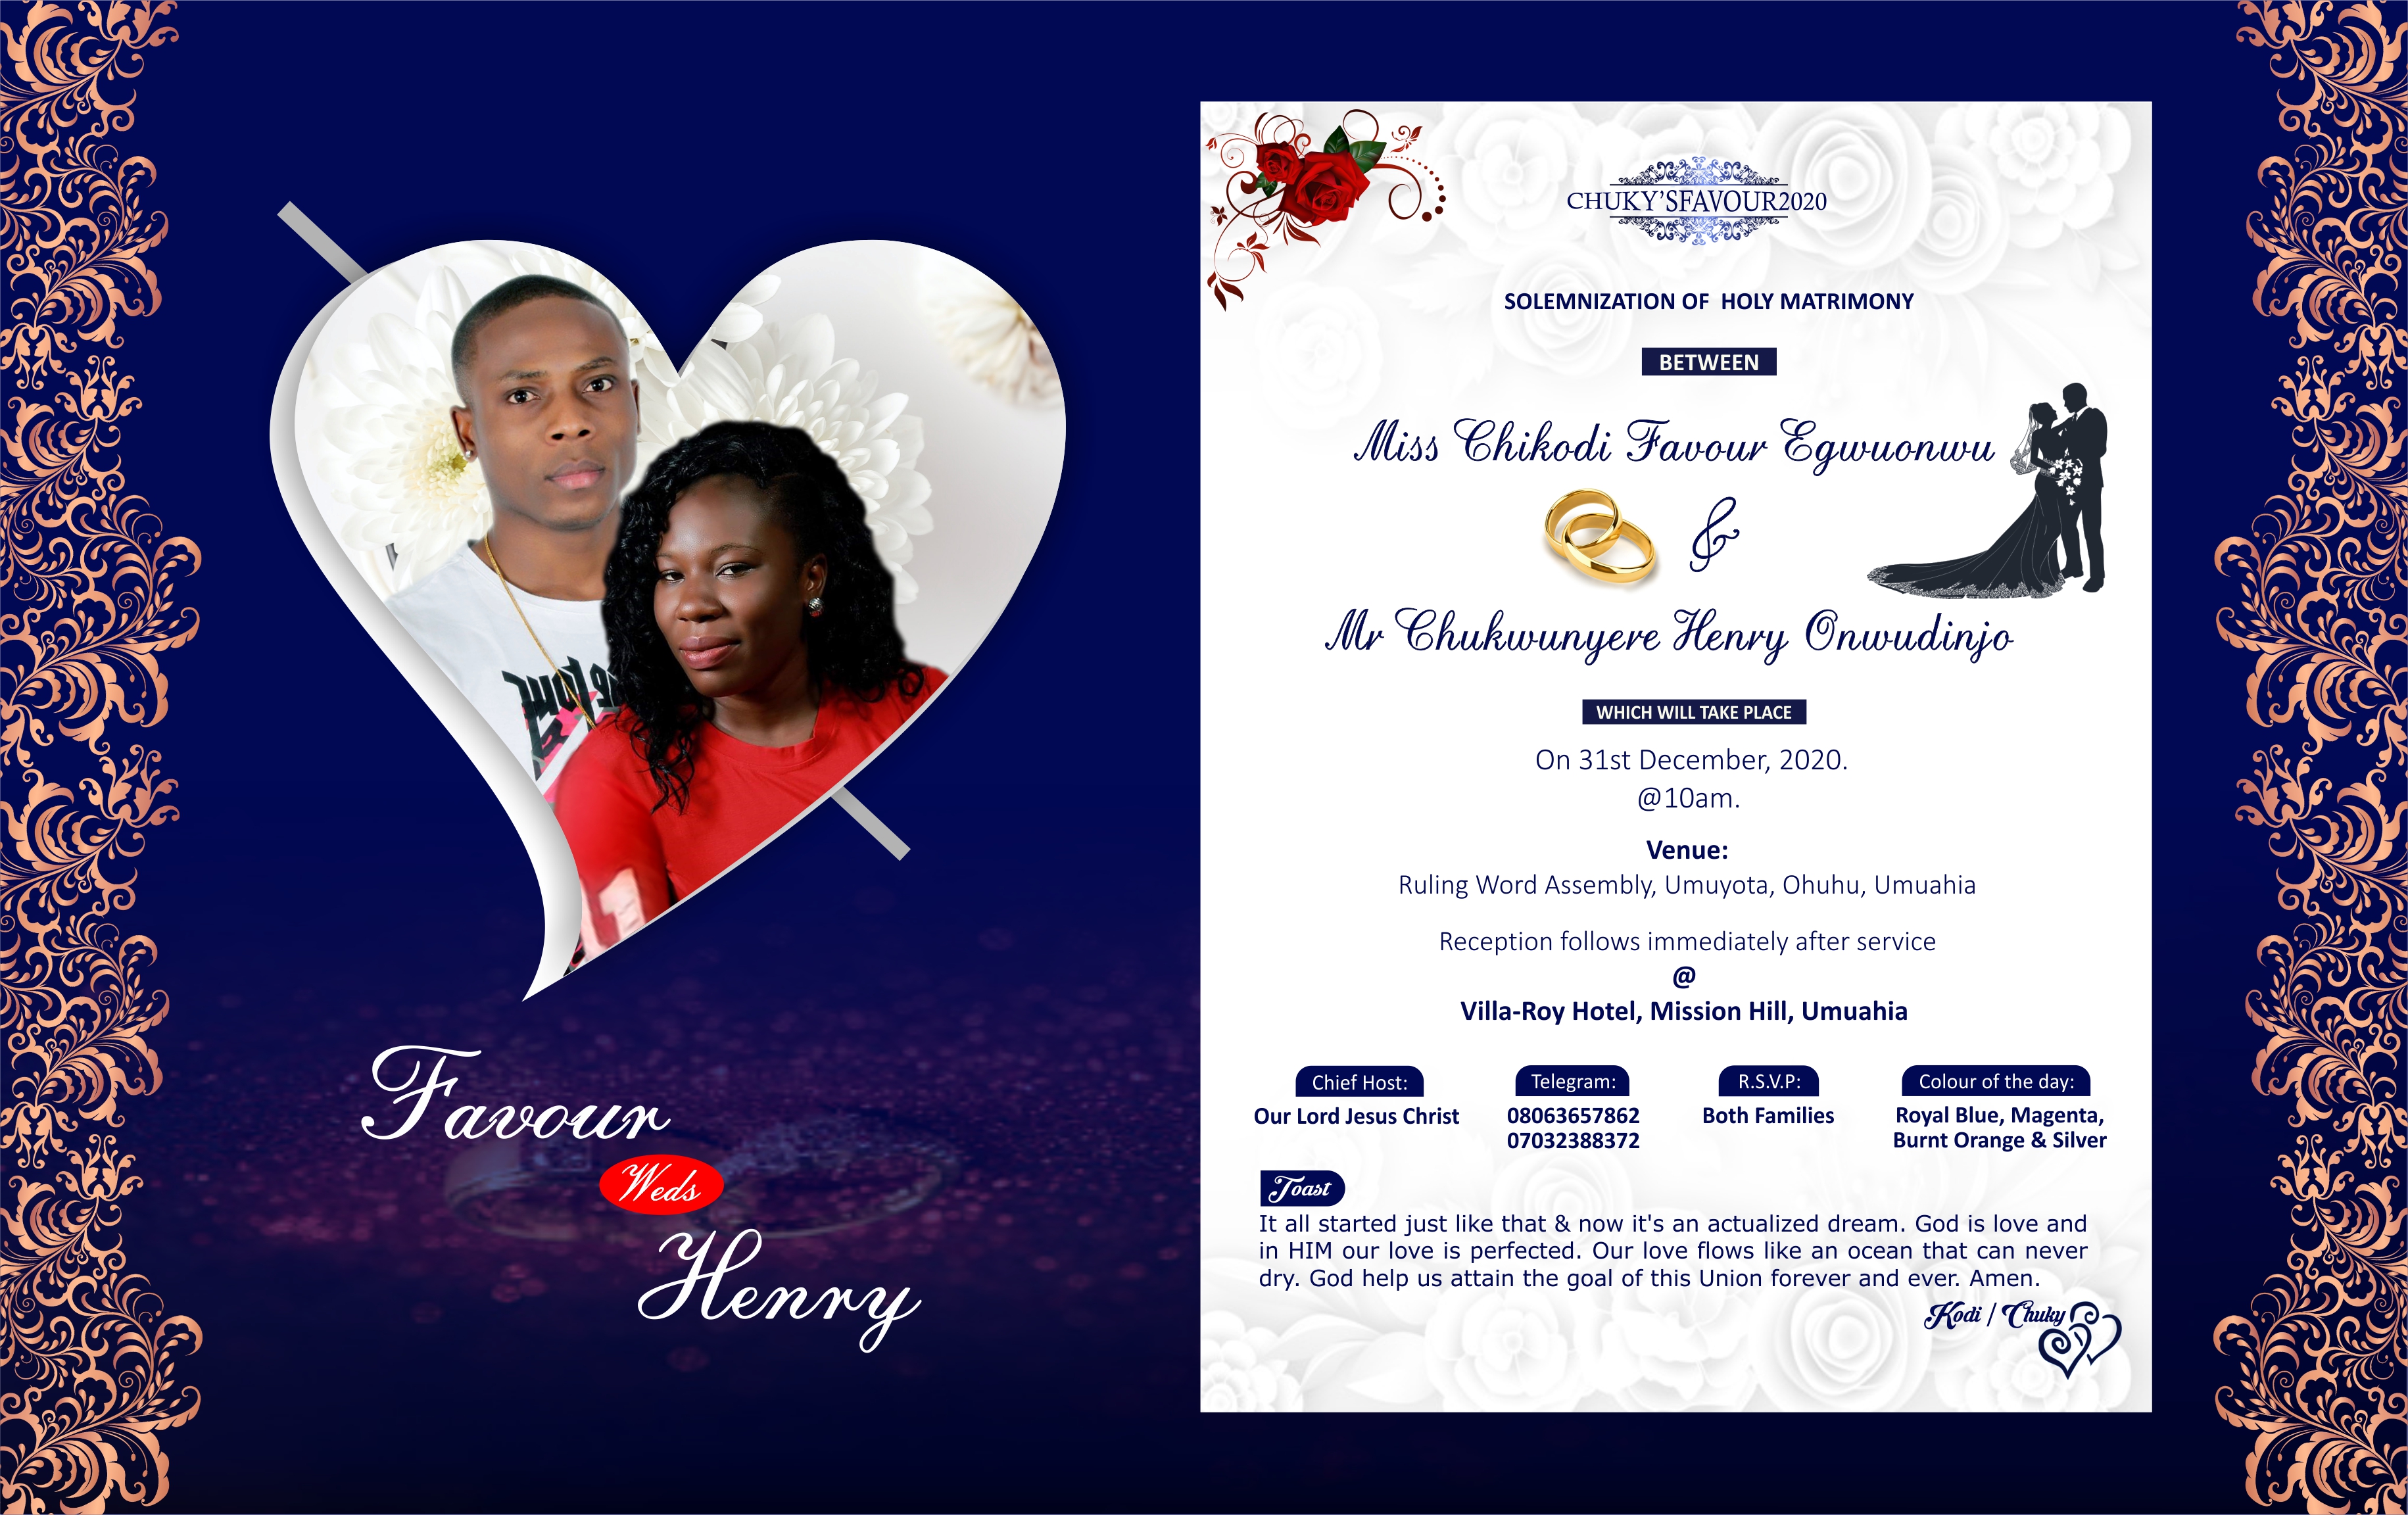 Favour
Weds
Henry
CHUKY'SFAVOUR2020
SOLEMNIZATION OF HOLY MATRIMONY
BETWEEN
Miss Chikodi Favour Egwuonwu
&
Mr Chukwunyere Henry Onwudinjo
WHICH WILL TAKE PLACE
On 31st December, 2020.
@10am.
Venue:
Ruling Word Assembly, Umuyota, Ohuhu, Umuahia
Reception follows immediately after service
@
Villa-Roy Hotel, Mission Hill, Umuahia
Chief Host:
Our Lord Jesus Christ
Telegram:
08063657862
07032388372
R.S.V.P:
Both Families
Colour of the day:
Royal Blue, Magenta,
Burnt Orange & Silver
Toast
It all started just like that & now it's an actualized dream. God is love and
in HIM our love is perfected. Our love flows like an ocean that can never
dry. God help us attain the goal of this Union forever and ever. Amen.
Kodi / Chuky